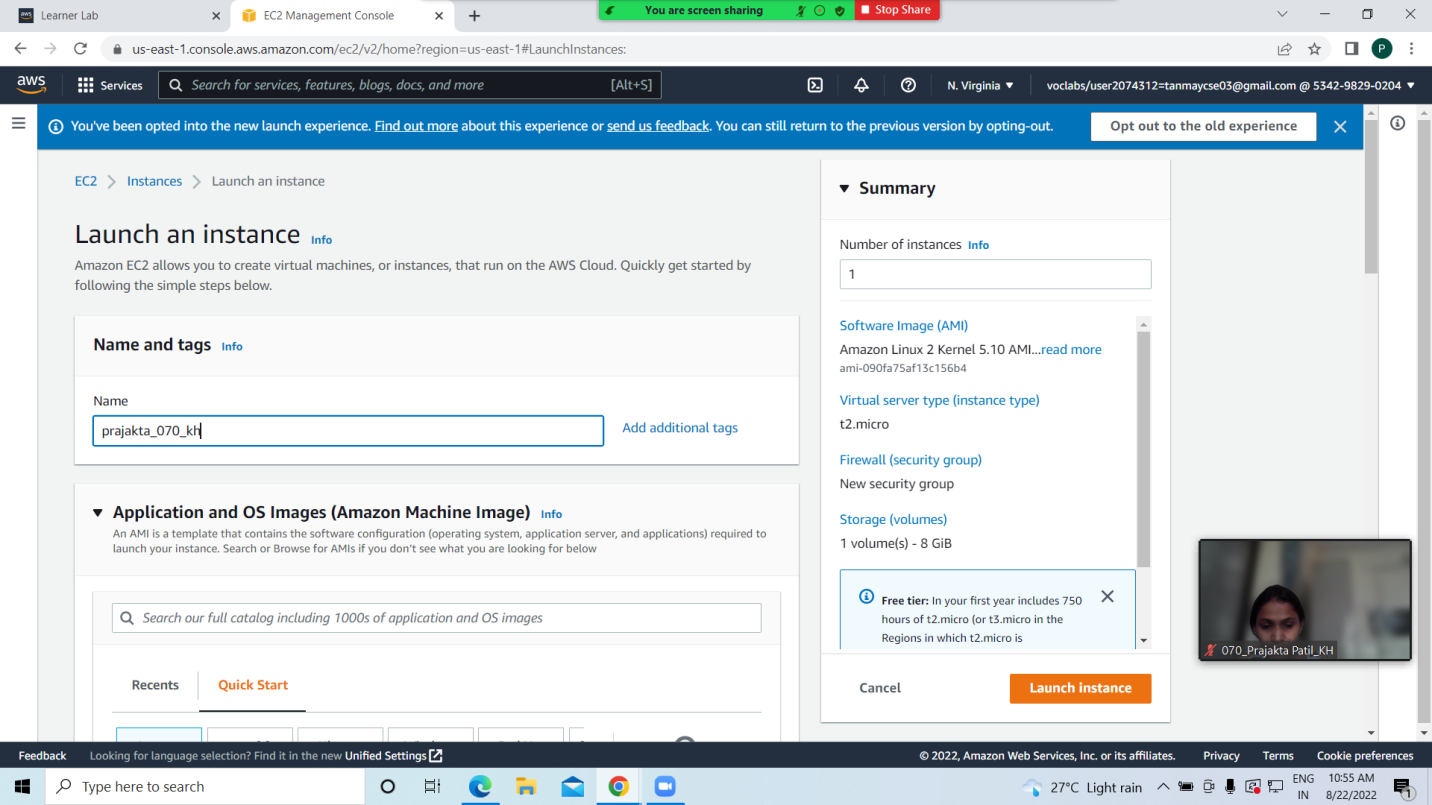 Learner Lab
EC2 Management Console
You are screen sharing
Stop Share
us-east-1.console.aws.amazon.com/ec2/v2/home?region=us-east-1#LaunchInstances:
P
aws
Services
Search for services, features, blogs, docs, and more
[Alt+S]
N. Virginia
voclabs/user2074312=tanmaycse03@gmail.com @ 5342-9829-0204
You've been opted into the new launch experience. Find out more about this experience or send us feedback. You can still return to the previous version by opting-out.
Opt out to the old experience
EC2
Instances
Launch an instance
Launch an instance Info
Amazon EC2 allows you to create virtual machines, or instances, that run on the AWS Cloud. Quickly get started by
following the simple steps below.
Name and tags Info
Name
prajakta_070_kh
Add additional tags
Application and OS Images (Amazon Machine Image) Info
An AMI is a template that contains the software configuration (operating system, application server, and applications) required to
launch your instance. Search or Browse for AMIs if you don't see what you are looking for below
Search our full catalog including 1000s of application and OS images
Recents
Quick Start
Summary
Number of instances Info
1
Software Image (AMI)
Amazon Linux 2 Kernel 5.10 AMI...read more
ami-090fa75af13c156b4
Virtual server type (instance type)
t2.micro
Firewall (security group)
New security group
Storage (volumes)
1 volume(s) - 8 GiB
Free tier: In your first year includes 750
hours of t2.micro (or t3.micro in the
Regions in which t2.micro is
Cancel
Launch instance
070_Prajakta Patil_KH
Feedback
Looking for language selection? Find it in the new Unified Settings
© 2022, Amazon Web Services, Inc. or its affiliates.
Privacy
Terms
Cookie preferences
Type here to search
27°C Light rain
ENG
IN
10:55 AM
8/22/2022
1